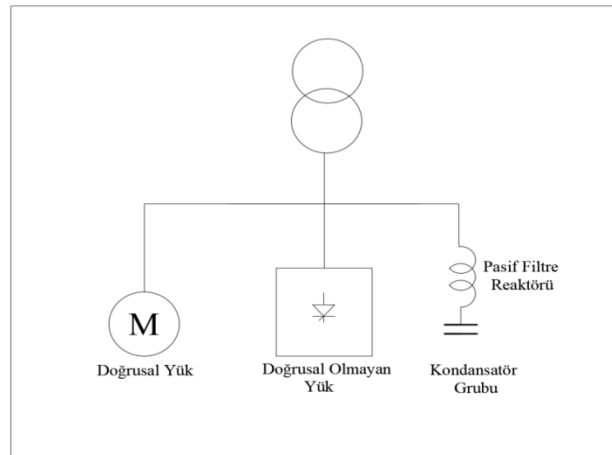 Pasif Filtre
Reaktörü
M
Doğrusal Yük
Doğrusal Olmayan
Yük
Kondansatör
Grubu